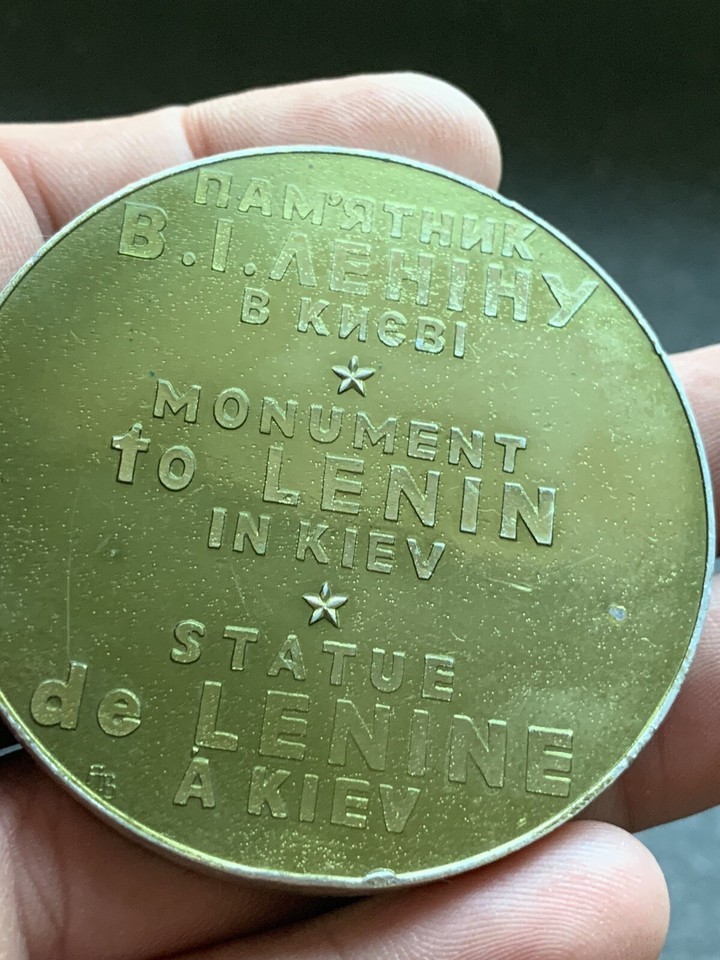 ПАМ'ЯТНИК
В.І.ЛЕНІНУ
В КИЄВІ
MONUMENT
to LENIN
IN KIEV
STATUE
de LENINE
À KIEV